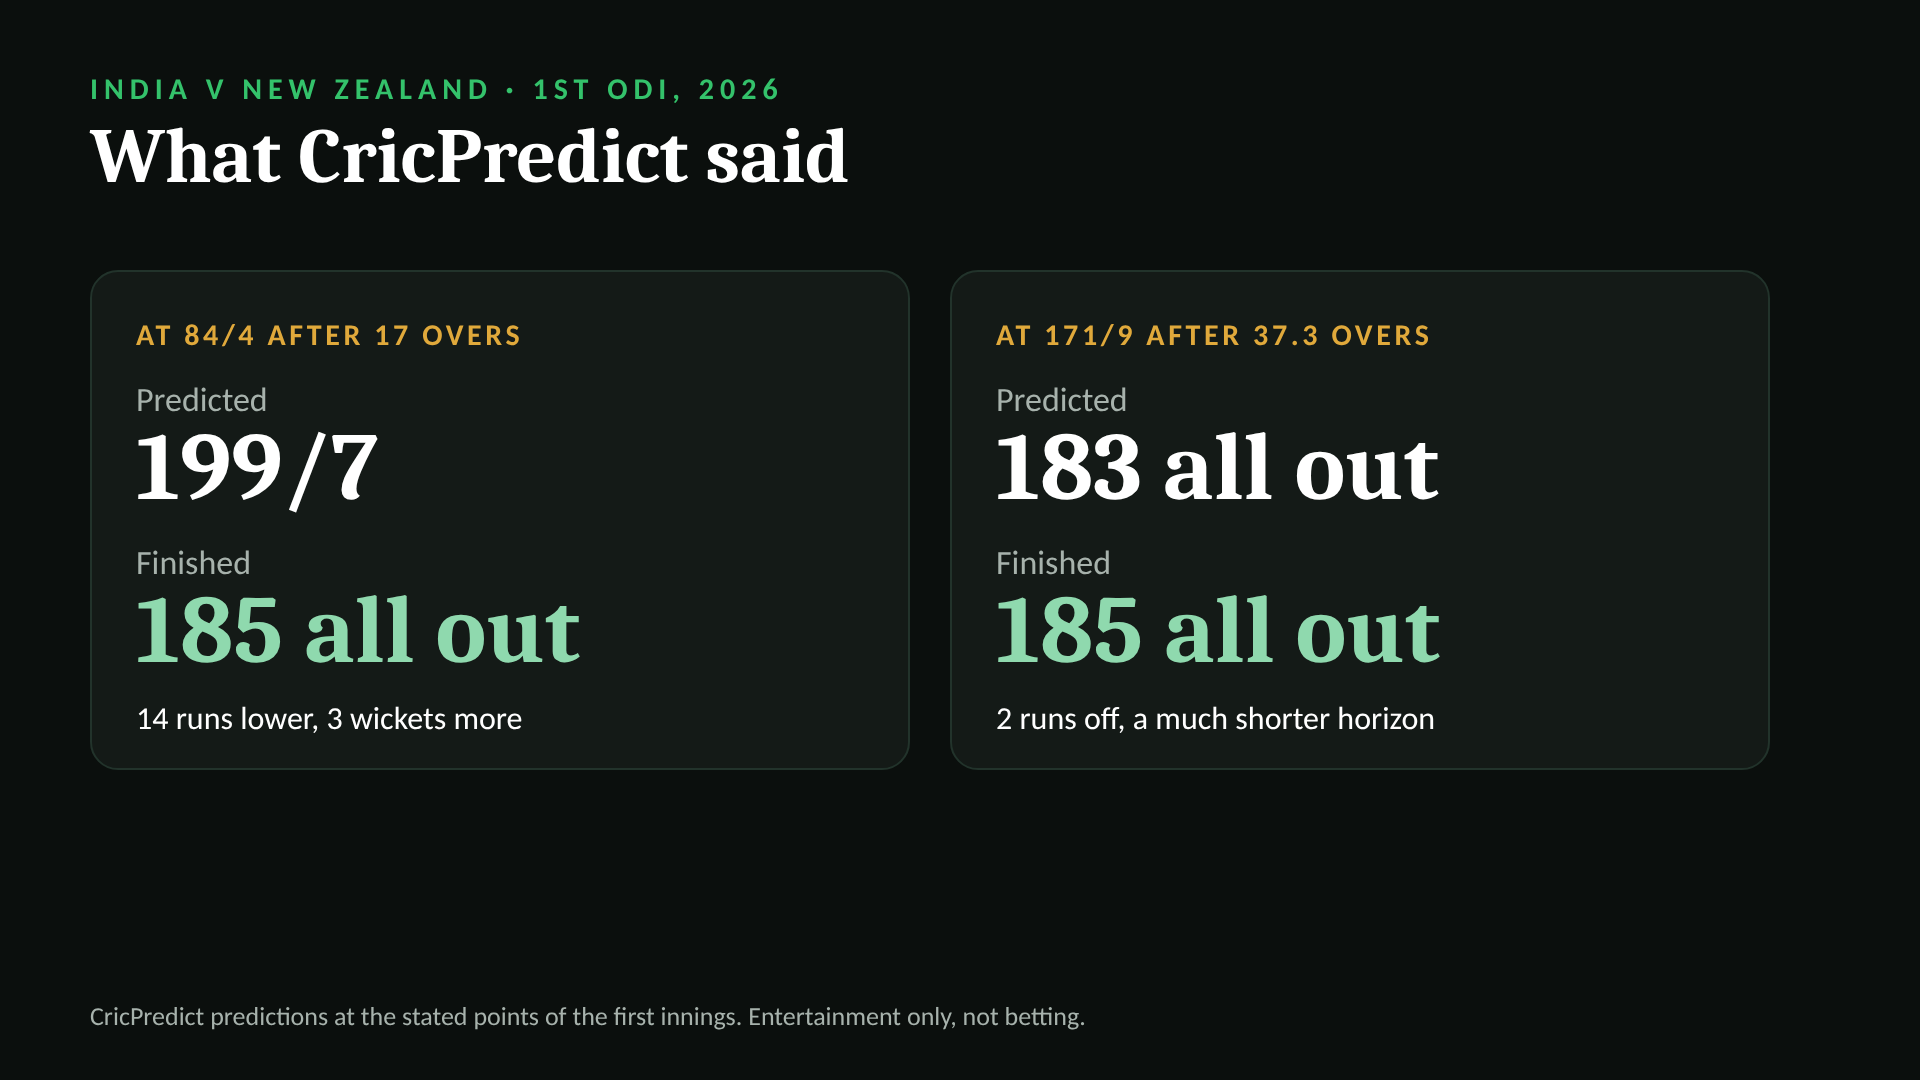 INDIA V NEW ZEALAND · 1ST ODI, 2026
What CricPredict said
AT 84/4 AFTER 17 OVERS
Predicted
199/7
Finished
185 all out
14 runs lower, 3 wickets more
AT 171/9 AFTER 37.3 OVERS
Predicted
183 all out
Finished
185 all out
2 runs off, a much shorter horizon
CricPredict predictions at the stated points of the first innings. Entertainment only, not betting.